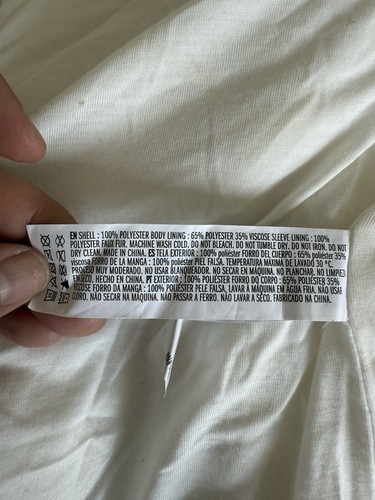 EN SHELL : 100% POLYESTER BODY LINING : 65% POLYESTER 35% VISCOSE SLEEVE LINING : 100%
POLYESTER FAUX FUR. MACHINE WASH COLD. DO NOT BLEACH. DO NOT TUMBLE DRY. DO NOT IRON. DO NOT
DRY CLEAN. MADE IN CHINA. ES TELA EXTERIOR : 100% poliéster FORRO DEL CUERPO : 65% poliéster 35%
viscosa FORRO DE LA MANGA : 100% poliéster PIEL FALSA. TEMPERATURA MÁXIMA DE LAVADO 30 °C.
PROCESO MUY MODERADO. NO USAR BLANQUEADOR. NO SECAR EN MÁQUINA. NO PLANCHAR. NO LIMPIEZA
EN SECO. HECHO EN CHINA. PT EXTERIOR : 100% POLIÉSTER FORRO DO CORPO : 65% POLIÉSTER 35%
VISCOSE FORRO DA MANGA : 100% POLIÉSTER PELE FALSA. LAVAR À MÁQUINA EM ÁGUA FRIA. NÃO USAR
CLORO. NÃO SECAR NA MÁQUINA. NÃO PASSAR A FERRO. NÃO LAVAR A SÊCO. FABRICADO NA CHINA.